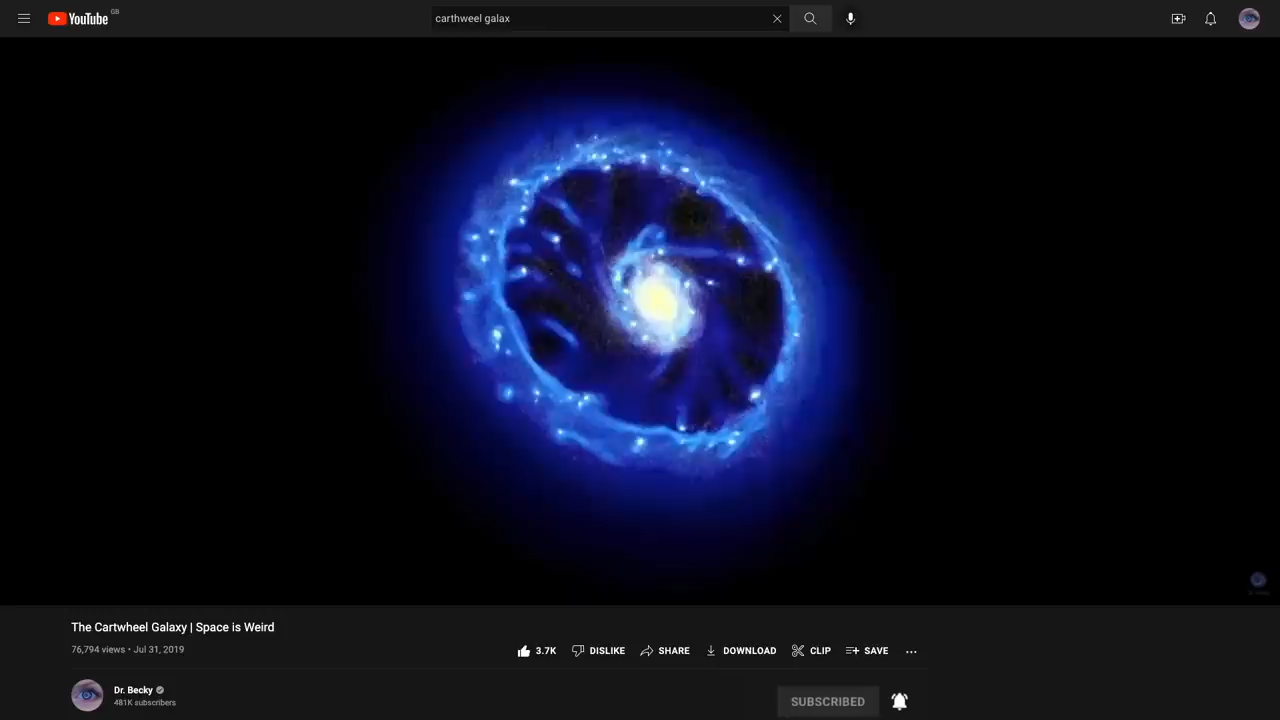 YouTube GB
carthweel galax
The Cartwheel Galaxy | Space is Weird
76,794 views • Jul 31, 2019
3.7K DISLIKE SHARE DOWNLOAD CLIP SAVE
Dr. Becky
481K subscribers
SUBSCRIBED